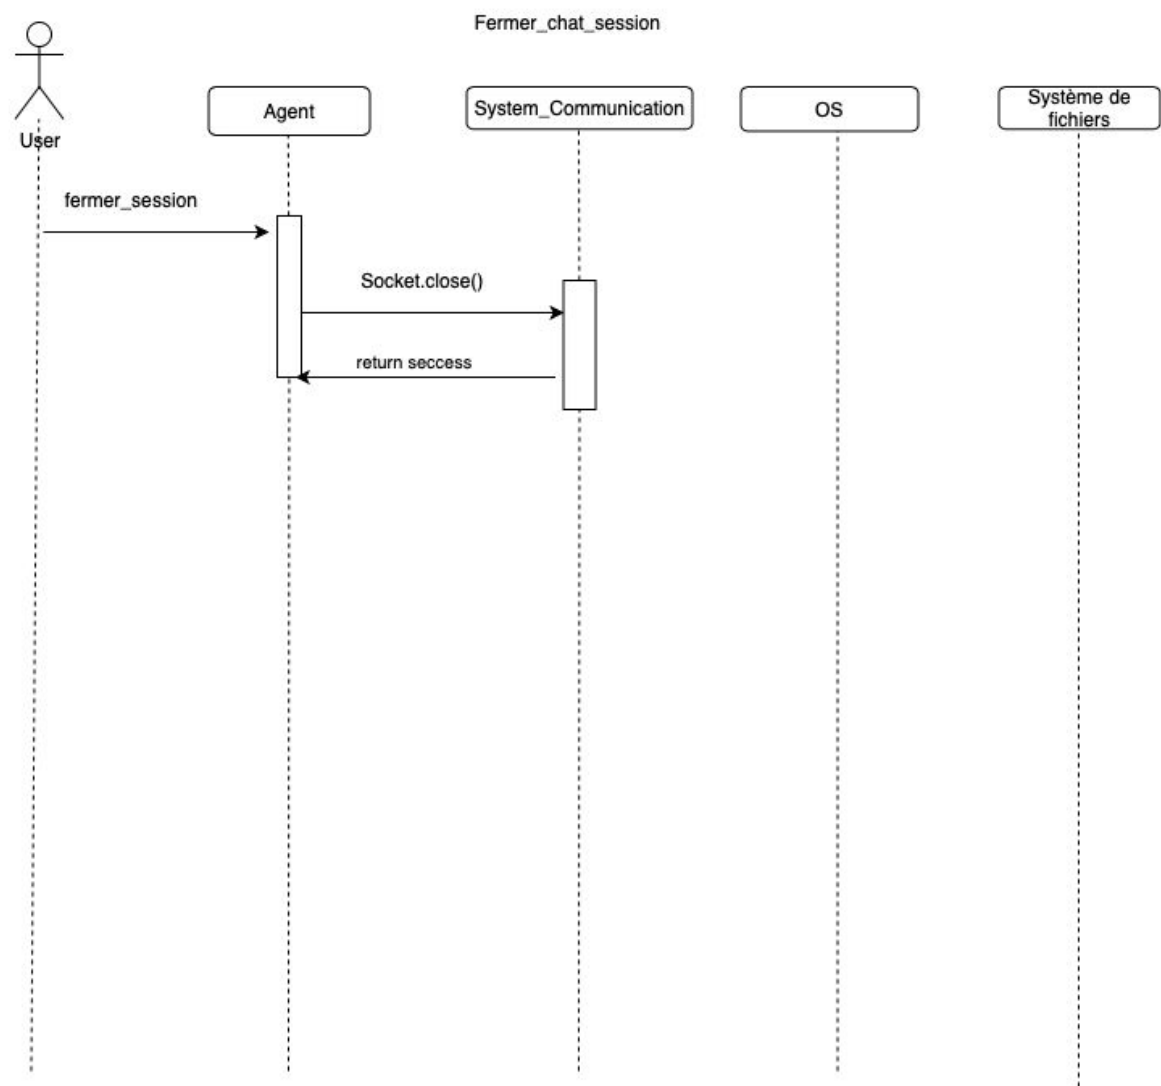 Fermer_chat_session
User
Agent
System_Communication
OS
Système de
fichiers
fermer_session
Socket.close()
return seccess